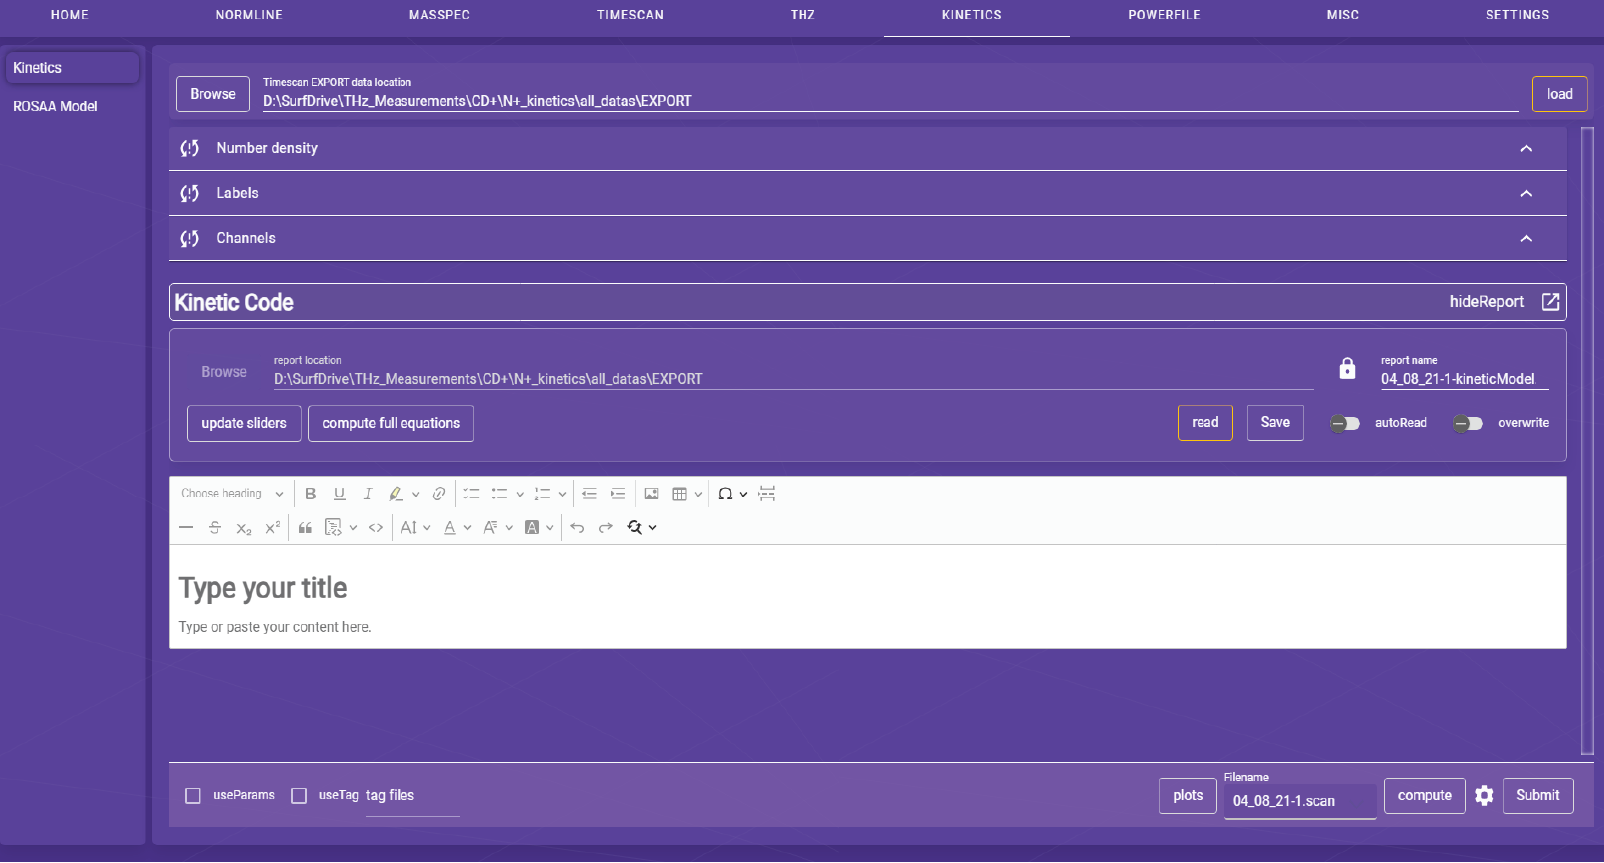 HOME NORMLINE MASSPEC TIMESCAN THZ KINETICS POWERFILE MISC SETTINGS
Kinetics
ROSAA Model
Browse
Timescan EXPORT data location
D:\SurfDrive\THz_Measurements\CD+\N+_kinetics\all_datas\EXPORT
load
Number density
Labels
Channels
Kinetic Code
hideReport
Browse
report location
D:\SurfDrive\THz_Measurements\CD+\N+_kinetics\all_datas\EXPORT
report name
04_08_21-1-kineticModel.
update sliders
compute full equations
read
Save
autoRead
overwrite
Choose heading
Type your title
Type or paste your content here.
useParams
useTag
tag files
plots
Filename
04_08_21-1.scan
compute
Submit